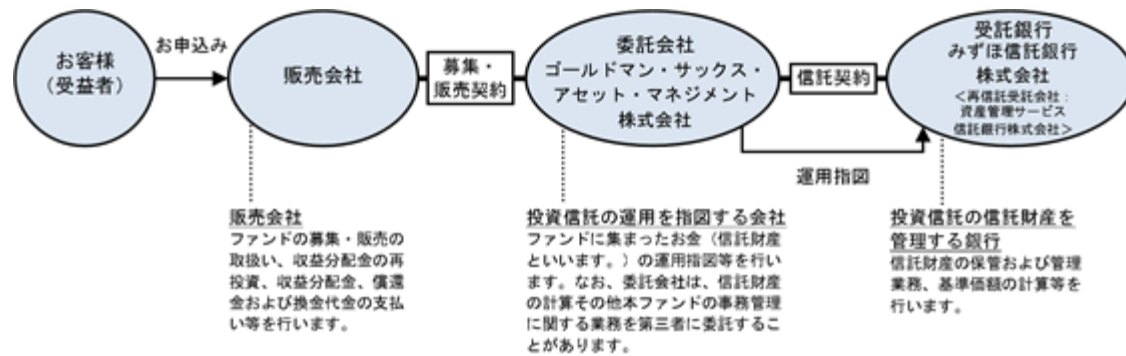 お客様
（受益者）
お申込み
販売会社
募集・
販売契約
委託会社
ゴールドマン・サックス・
アセット・マネジメント
株式会社
信託契約
受託銀行
みずほ信託銀行
株式会社
＜再信託受託会社：
資産管理サービス
信託銀行株式会社＞
運用指図
販売会社
ファンドの募集・販売の
取扱い、収益分配金の再
投資、収益分配金、償還
金および換金代金の支払
い等を行います。
投資信託の運用を指図する会社
ファンドに集まったお金（信託財産
といいます。）の運用指図等を行い
ます。なお、委託会社は、信託財産
の計算その他本ファンドの事務管理
に関する業務を第三者に委託するこ
とがあります。
投資信託の信託財産を
管理する銀行
信託財産の保管および管理
業務、基準価額の計算等を
行います。